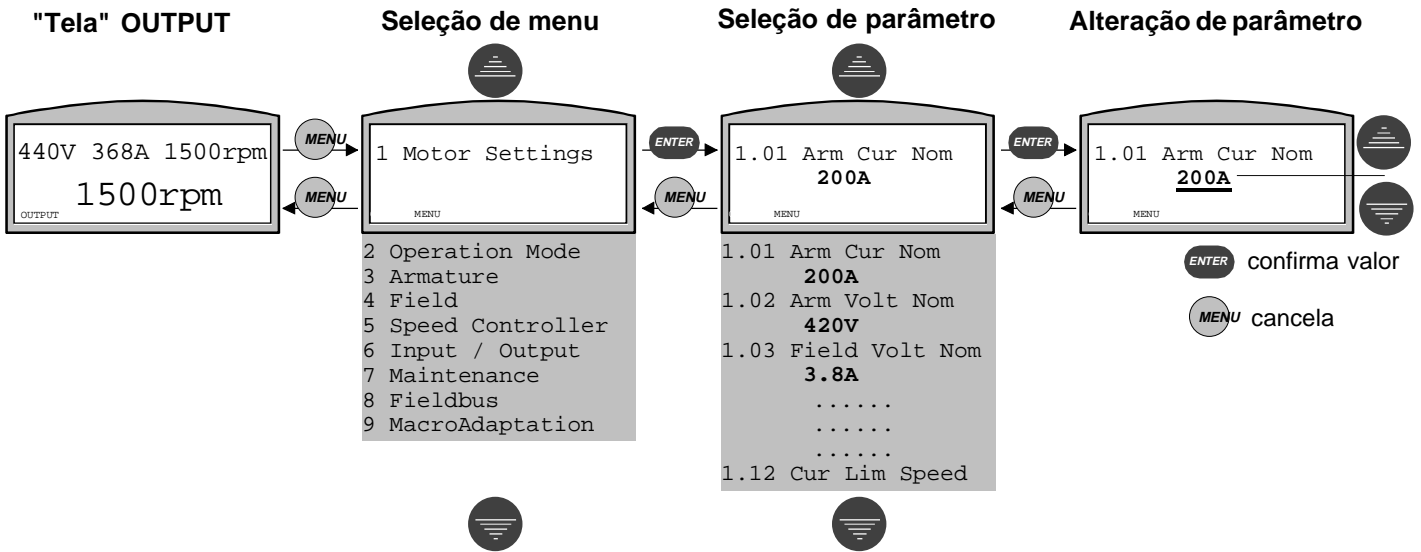 "Tela" OUTPUT
Seleção de menu
Seleção de parâmetro
Alteração de parâmetro
440V 368A 1500rpm
1500rpm
OUTPUT
MENU
MENU
1 Motor Settings
MENU
2 Operation Mode
3 Armature
4 Field
5 Speed Controller
6 Input / Output
7 Maintenance
8 Fieldbus
9 MacroAdaptation
ENTER
MENU
1.01 Arm Cur Nom
200A
MENU
1.01 Arm Cur Nom
200A
1.02 Arm Volt Nom
420V
1.03 Field Volt Nom
3.8A
......
......
......
1.12 Cur Lim Speed
ENTER
MENU
1.01 Arm Cur Nom
200A
MENU
ENTER confirma valor
MENU cancela